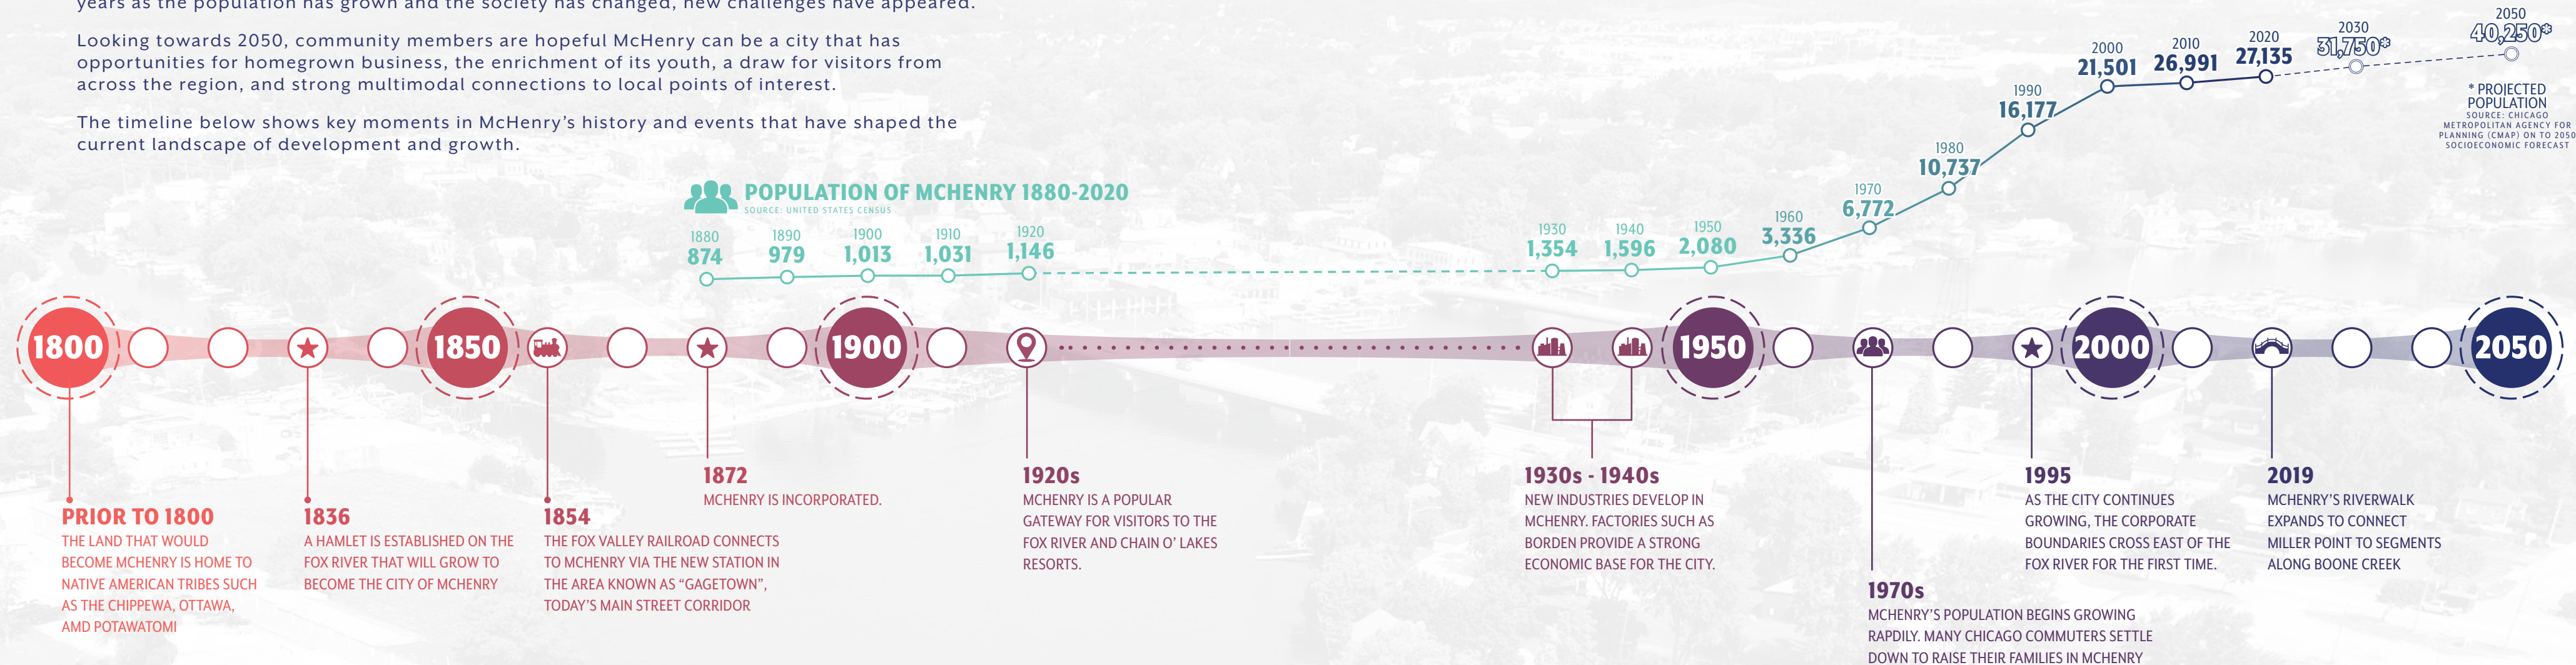 years as the population has grown and the society has changed, new challenges have appeared.
Looking towards 2050, community members are hopeful McHenry can be a city that has
opportunities for homegrown business, the enrichment of its youth, a draw for visitors from
across the region, and strong multimodal connections to local points of interest.
The timeline below shows key moments in McHenry's history and events that have shaped the
current landscape of development and growth.
POPULATION OF MCHENRY 1880-2020
SOURCE: UNITED STATES CENSUS
1880
874
1890
979
1900
1,013
1910
1,031
1920
1,146
1930
1,354
1940
1,596
1950
2,080
1960
3,336
1970
6,772
1980
10,737
1990
16,177
2000
21,501
2010
26,991
2020
27,135
2030
31,750*
2050
40,250*
* PROJECTED
POPULATION
SOURCE: CHICAGO
METROPOLITAN AGENCY FOR
PLANNING (CMAP) ON TO 2050
SOCIOECONOMIC FORECAST
1800
1850
1900
1950
2000
2050
PRIOR TO 1800
THE LAND THAT WOULD
BECOME MCHENRY IS HOME TO
NATIVE AMERICAN TRIBES SUCH
AS THE CHIPPEWA, OTTAWA,
AMD POTAWATOMI
1836
A HAMLET IS ESTABLISHED ON THE
FOX RIVER THAT WILL GROW TO
BECOME THE CITY OF MCHENRY
1854
THE FOX VALLEY RAILROAD CONNECTS
TO MCHENRY VIA THE NEW STATION IN
THE AREA KNOWN AS “GAGETOWN”,
TODAY'S MAIN STREET CORRIDOR
1872
MCHENRY IS INCORPORATED.
1920s
MCHENRY IS A POPULAR
GATEWAY FOR VISITORS TO THE
FOX RIVER AND CHAIN O' LAKES
RESORTS.
1930s - 1940s
NEW INDUSTRIES DEVELOP IN
MCHENRY. FACTORIES SUCH AS
BORDEN PROVIDE A STRONG
ECONOMIC BASE FOR THE CITY.
1970s
MCHENRY'S POPULATION BEGINS GROWING
RAPDILY. MANY CHICAGO COMMUTERS SETTLE
DOWN TO RAISE THEIR FAMILIES IN MCHENRY
1995
AS THE CITY CONTINUES
GROWING, THE CORPORATE
BOUNDARIES CROSS EAST OF THE
FOX RIVER FOR THE FIRST TIME.
2019
MCHENRY'S RIVERWALK
EXPANDS TO CONNECT
MILLER POINT TO SEGMENTS
ALONG BOONE CREEK